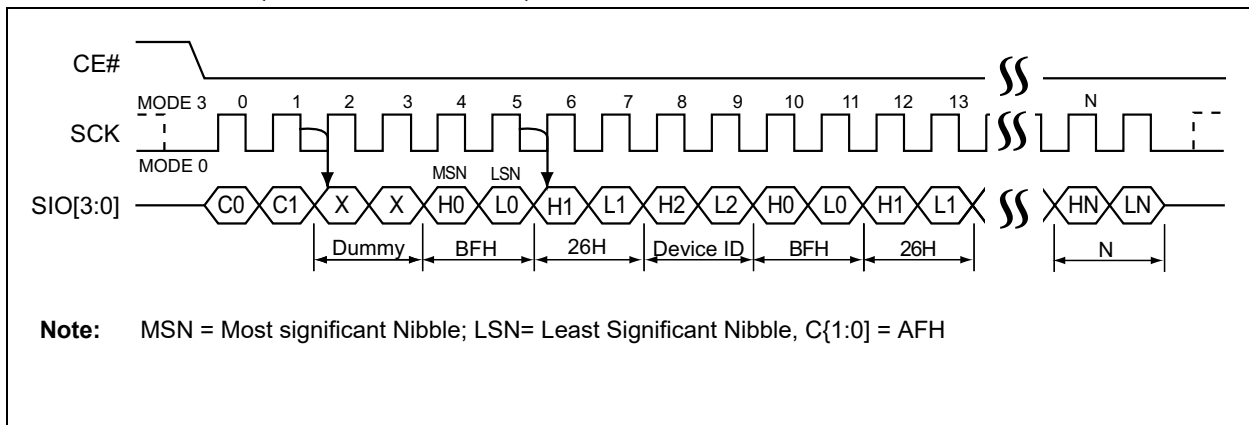 CE#
MODE 3 0 1 2 3 4 5 6 7 8 9 10 11 12 13 N
SCK
MODE 0
MSN LSN
SIO[3:0] C0 C1 X X H0 L0 H1 L1 H2 L2 H0 L0 H1 L1 HN LN
Dummy BFH 26H Device ID BFH 26H N
Note: MSN = Most significant Nibble; LSN= Least Significant Nibble, C{1:0] = AFH